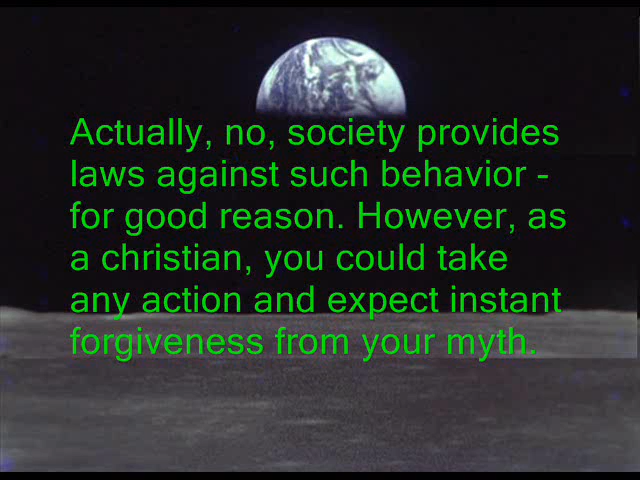 Actually, no, society provides
laws against such behavior -
for good reason. However, as
a christian, you could take
any action and expect instant
forgiveness from your myth.